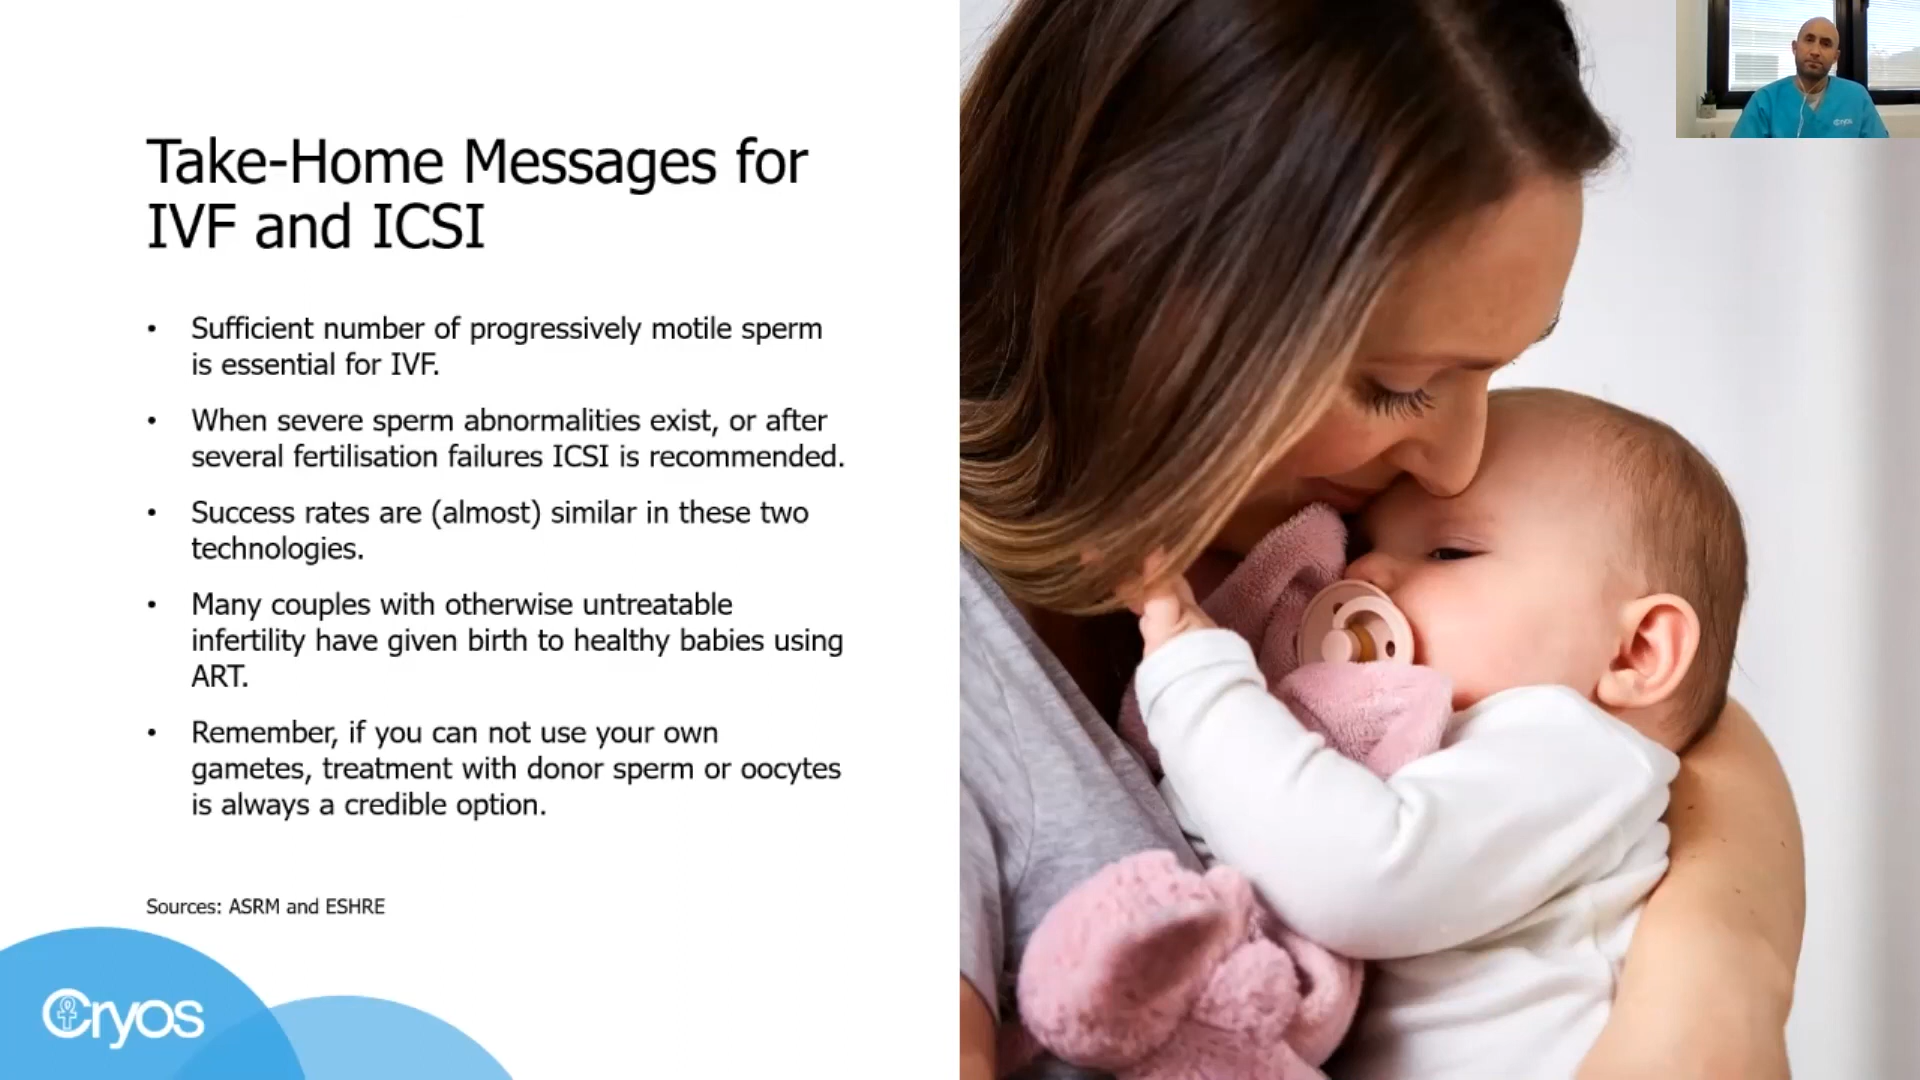 Take-Home Messages for
IVF and ICSI
• Sufficient number of progressively motile sperm
is essential for IVF.
• When severe sperm abnormalities exist, or after
several fertilisation failures ICSI is recommended.
• Success rates are (almost) similar in these two
technologies.
• Many couples with otherwise untreatable
infertility have given birth to healthy babies using
ART.
• Remember, if you can not use your own
gametes, treatment with donor sperm or oocytes
is always a credible option.
Sources: ASRM and ESHRE
Cryos
Cryos